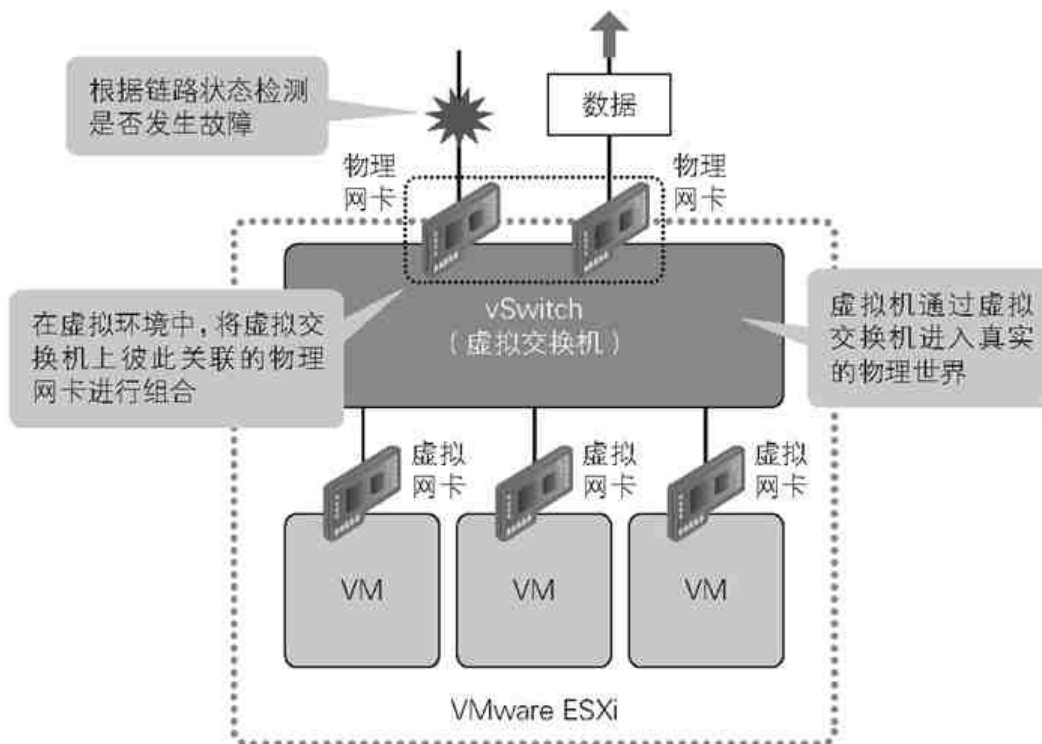 根据链路状态检测
是否发生故障
数据
物理
网卡
物理
网卡
vSwitch
（虚拟交换机）
在虚拟环境中，将虚拟交
换机上彼此关联的物理
网卡进行组合
虚拟机通过虚拟
交换机进入真实
的物理世界
虚拟
网卡
虚拟
网卡
虚拟
网卡
VM
VM
VM
VMware ESXi